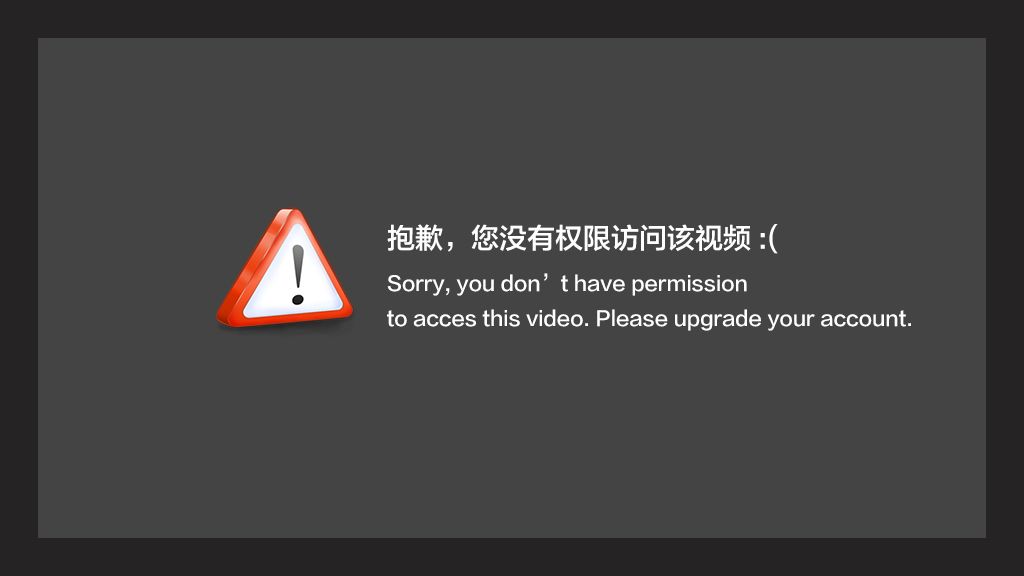 抱歉，您没有权限访问该视频 :(
Sorry, you don’t have permission
to acces this video. Please upgrade your account.